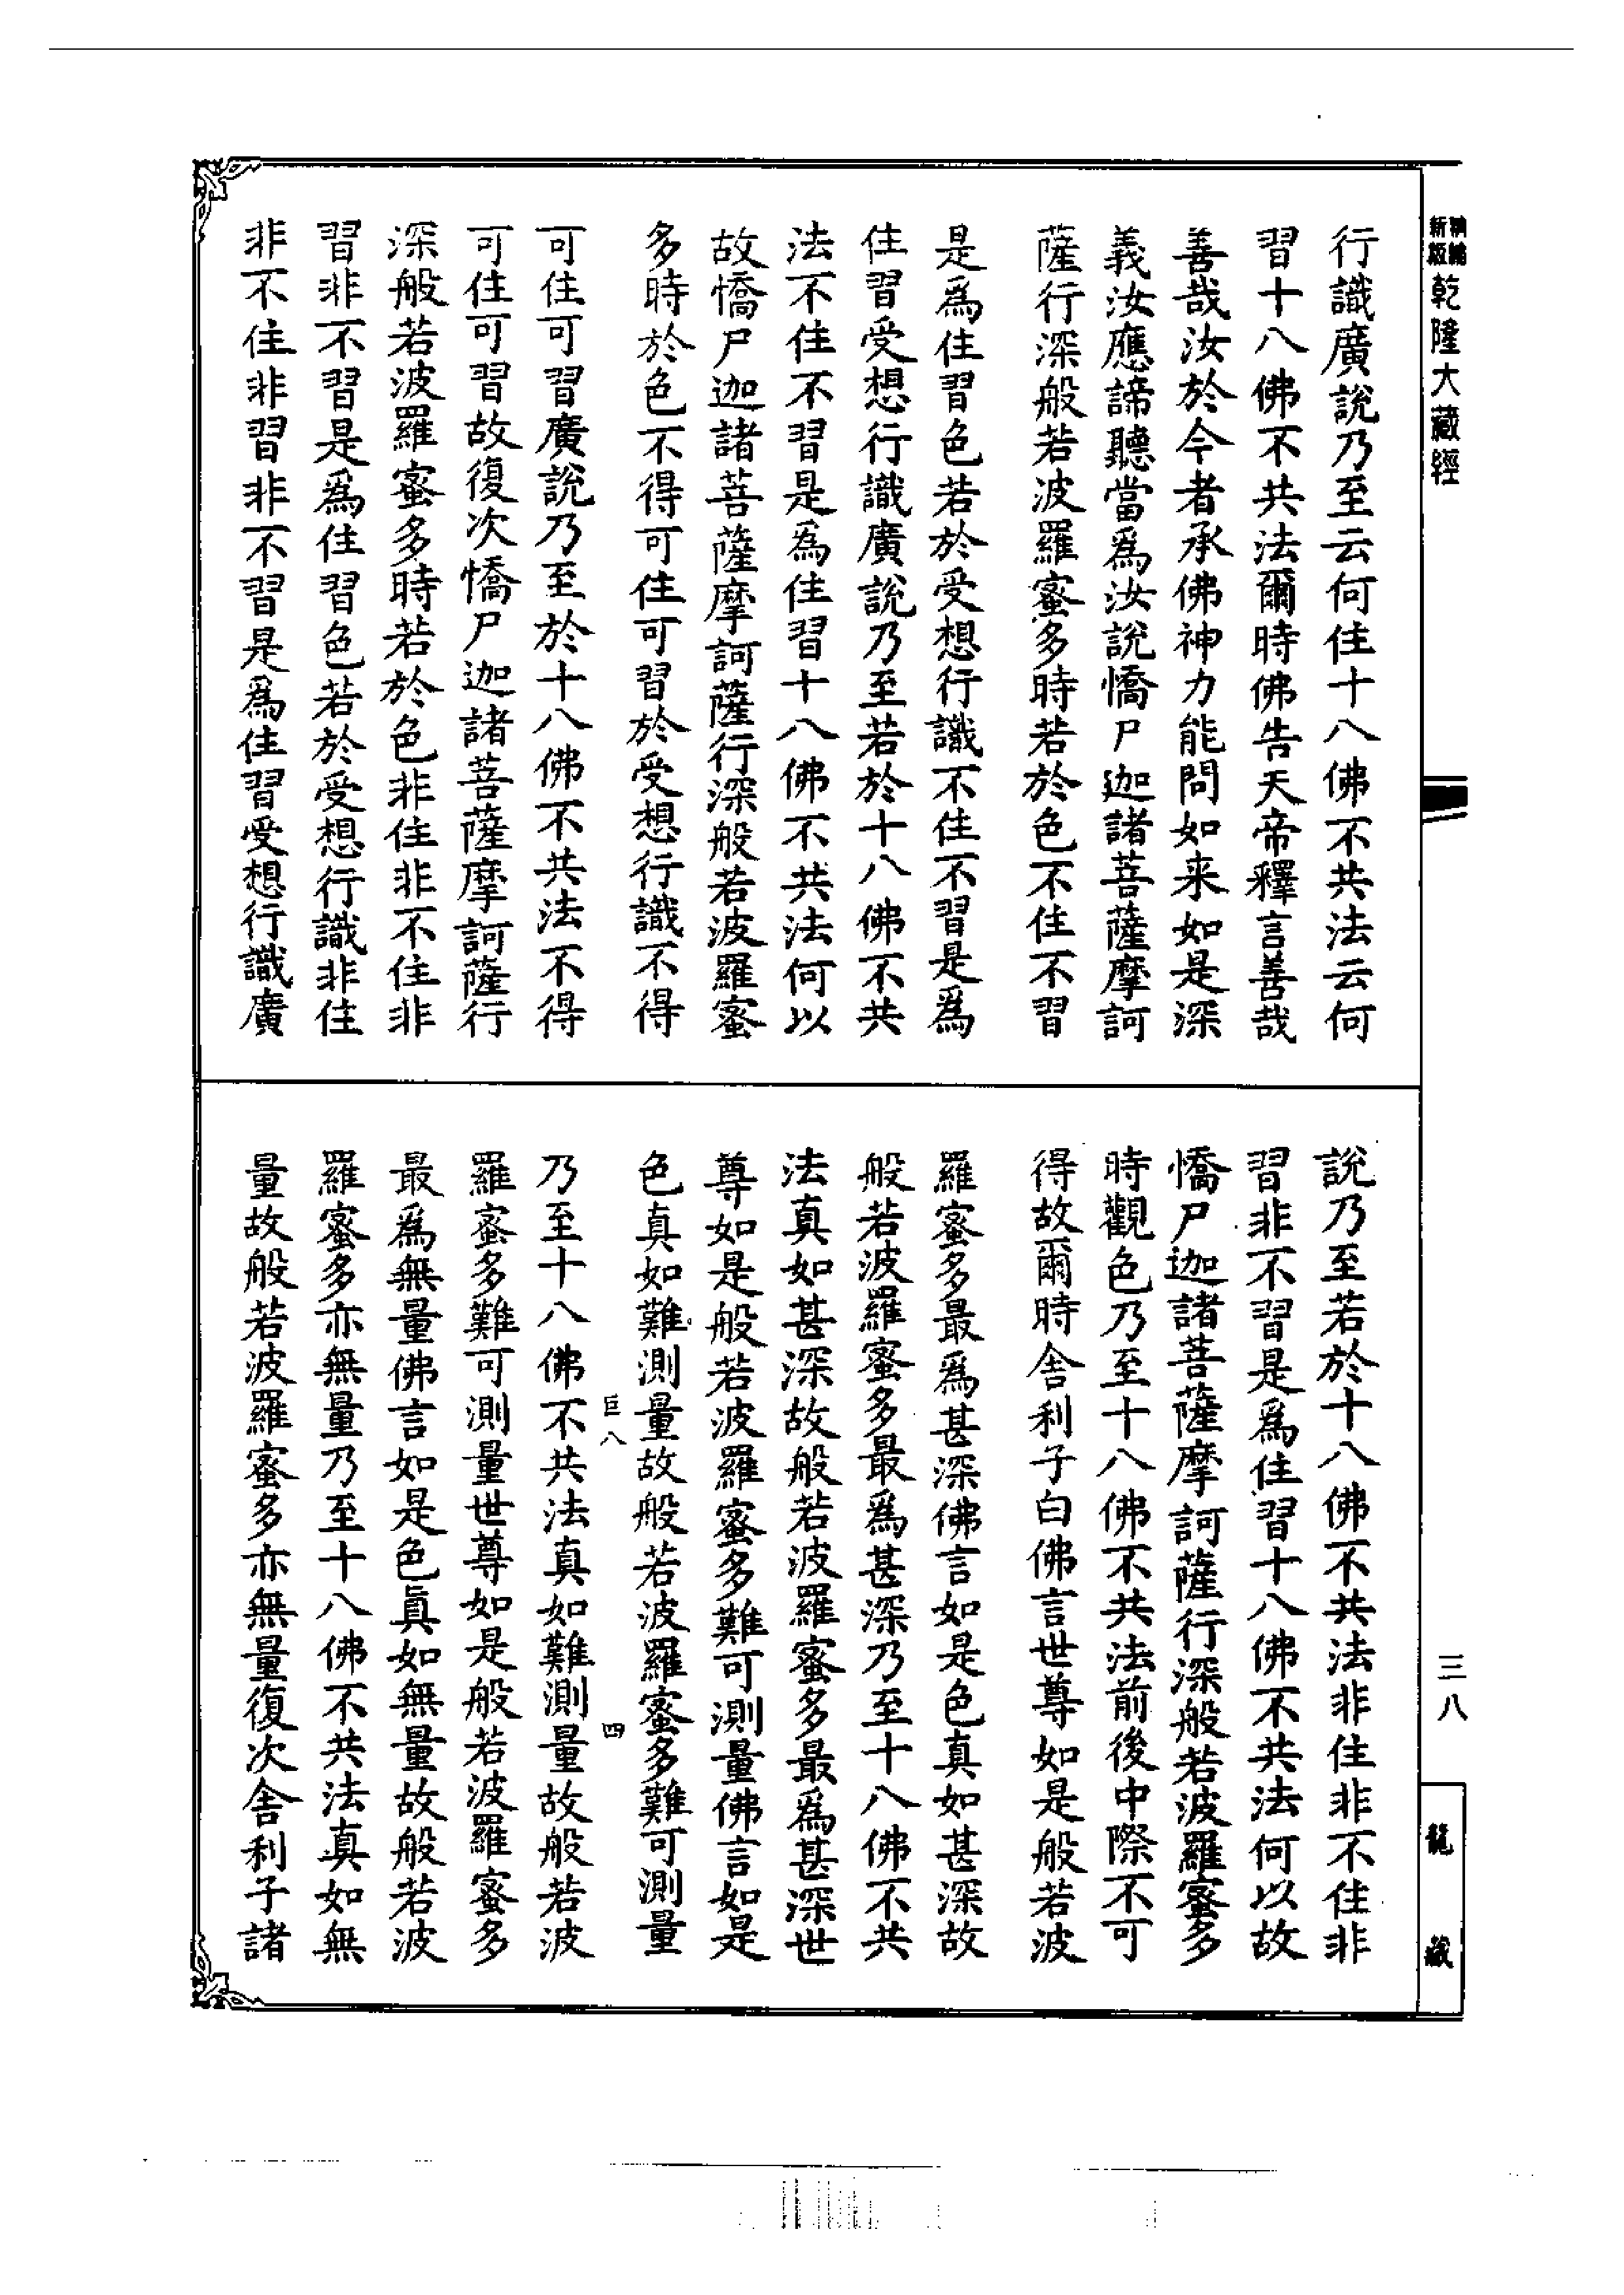 新編
新版
乾隆大藏經
行識廣說乃至云何住十八佛不共法云何
習十八佛不共法爾時佛告天帝釋言善哉
善哉汝於今者承佛神力能問如來如是深
義汝應諦聽當爲汝說憍尸迦諸菩薩摩訶
薩行深般若波羅蜜多時若於色不住不習
是爲住習色若於受想行識不住不習是爲
住習受想行識廣說乃至若於十八佛不共
法不住不習是爲住習十八佛不共法何以
故憍尸迦諸菩薩摩訶薩行深般若波羅蜜
多時於色不得可住可習於受想行識不得
可住可習廣說乃至於十八佛不共法不得
可住可習故復次憍尸迦諸菩薩摩訶薩行
深般若波羅蜜多時若於色非住非不住非
習非不習是爲住習色若於受想行識非住
非不住非習非不習是爲住習受想行識廣
說乃至若於十八佛不共法非住非不住非
習非不習是爲住習十八佛不共法何以故
憍尸迦諸菩薩摩訶薩行深般若波羅蜜多
時觀色乃至十八佛不共法前後中際不可
得故爾時舍利子白佛言世尊如是般若波
羅蜜多最爲甚深佛言如是色真如甚深故
般若波羅蜜多最爲甚深乃至十八佛不共
法真如甚深故般若波羅蜜多最爲甚深世
尊如是般若波羅蜜多難可測量佛言如是
色真如難測量故般若波羅蜜多難可測量
巨八
四
乃至十八佛不共法真如難測量故般若波
羅蜜多難可測量世尊如是般若波羅蜜多
最爲無量佛言如是色眞如無量故般若波
羅蜜多亦無量乃至十八佛不共法真如無
量故般若波羅蜜多亦無量復次舍利子諸
三八
龍藏